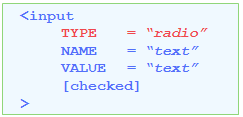 <input
TYPE = “radio”
NAME = “text”
VALUE = “text”
[checked]
>